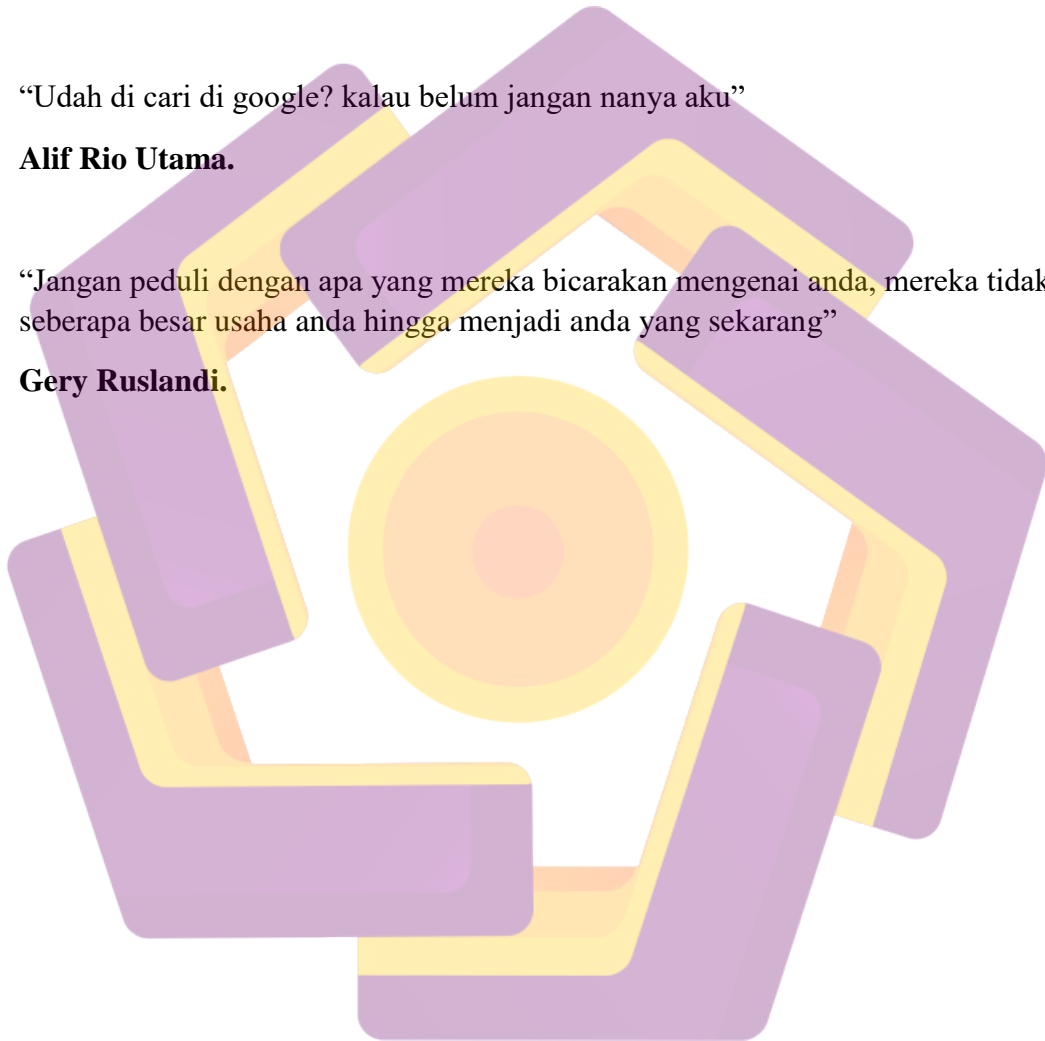 “Udah di cari di google? kalau belum jangan nanya aku”
Alif Rio Utama.
“Jangan peduli dengan apa yang mereka bicarakan mengenai anda, mereka tidak
seberapa besar usaha anda hingga menjadi anda yang sekarang”
Gery Ruslandi.